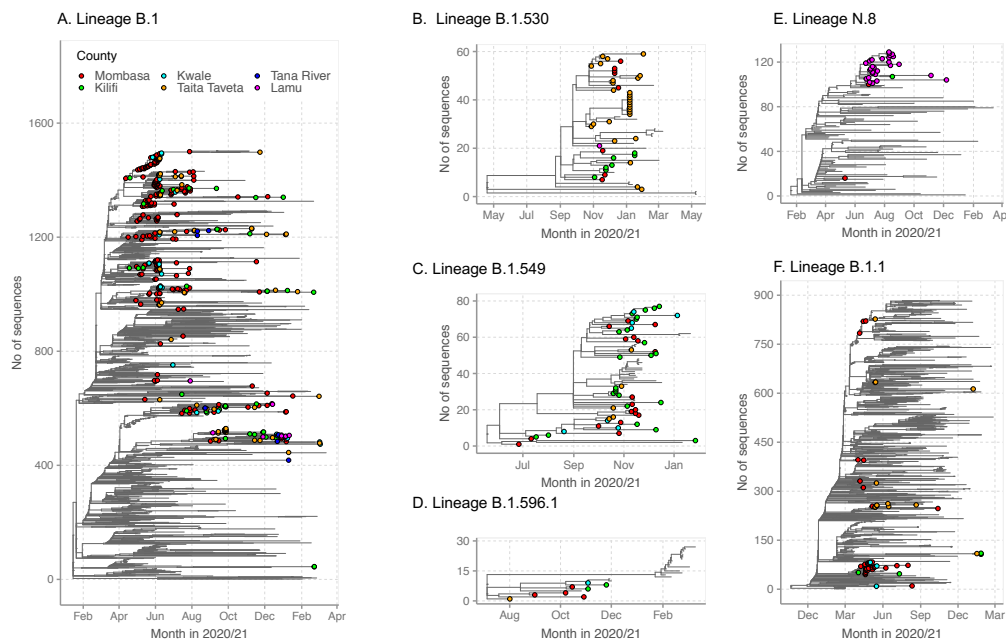 A. Lineage B.1
County
Mombasa
Kwale
Tana River
Kilifi
Taita Taveta
Lamu
1600
1200
800
400
0
No of sequences
Feb Apr Jun Aug Oct Dec Feb Apr
Month in 2020/21
B. Lineage B.1.530
60
40
20
0
No of sequences
May Jul Sep Nov Jan Mar May
Month in 2020/21
C. Lineage B.1.549
80
60
40
20
0
No of sequences
Jul Sep Nov Jan
Month in 2020/21
D. Lineage B.1.596.1
30
15
0
No of sequences
Aug Oct Dec Feb
Month in 2020/21
E. Lineage N.8
120
80
40
0
No of sequences
Feb Apr Jun Aug Oct Dec Feb Ap
Month in 2020/21
F. Lineage B.1.1
900
750
600
450
300
150
0
No of sequences
Dec Mar Jun Sep Dec Mar
Month in 2020/21